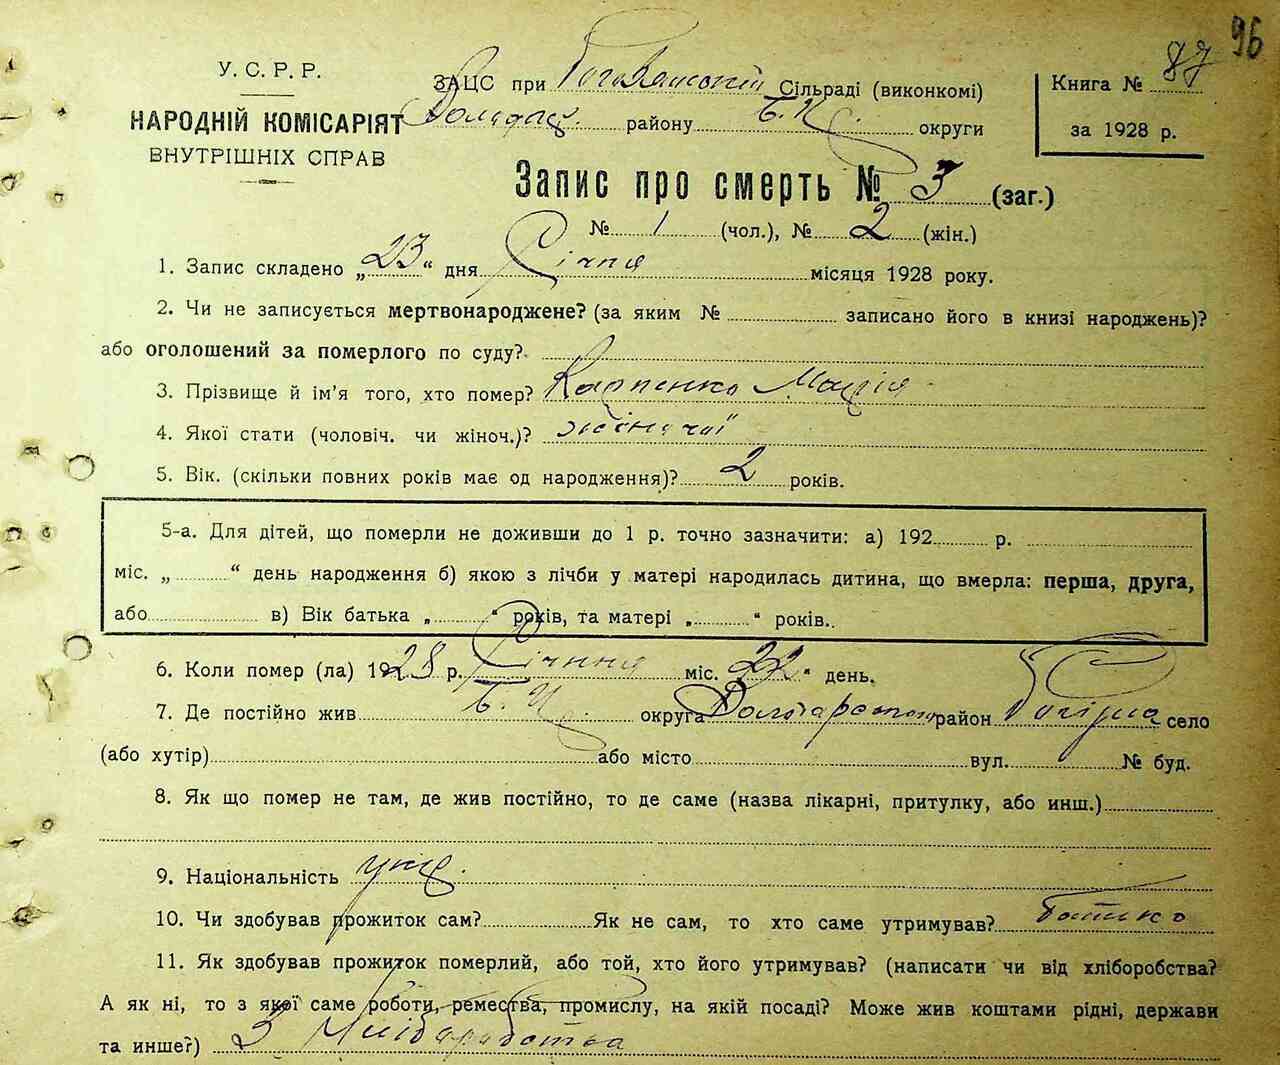 96
У. С. Р. Р.
НАРОДНІЙ КОМІСАРІЯТ
ВНУТРІШНІХ СПРАВ
ЗАЦС при Сільраді (виконкомі)
району Б. Ц. округи
Книга № 87
за 1928 р.
Запис про смерть № 3 (заг.)
№ 1 (чол.), № 2 (жін.)
1. Запис складено „23“ дня Січня місяця 1928 року.
2. Чи не записується мертвонароджене? (за яким № записано його в книзі народжень)?
або оголошений за померлого по суду?
3. Прізвище й ім'я того, хто помер? Карпенко Марія
4. Якої стати (чоловіч. чи жіноч.)? жіночої
5. Вік. (скільки повних років має од народження)? 2 років.
5-а. Для дітей, що померли не доживши до 1 р. точно зазначити: а) 192 р.
міс. „ “ день народження б) якою з лічби у матері народилась дитина, що вмерла: перша, друга,
або в) Вік батька „ “ років, та матері „ “ років.
6. Коли помер (ла) 1928 р. Січня міс. 22“ день.
7. Де постійно жив Б. Ц. округа район село
(або хутір) або місто вул. № буд.
8. Як що помер не там, де жив постійно, то де саме (назва лікарні, притулку, або инш.)
9. Національність укр.
10. Чи здобував прожиток сам? Як не сам, то хто саме утримував? Батько
11. Як здобував прожиток померлий, або той, хто його утримував? (написати чи від хліборобства?
А як ні, то з якої саме роботи, ремества, промислу, на якій посаді? Може жив коштами рідні, держави
та инше?) З Хліборобства